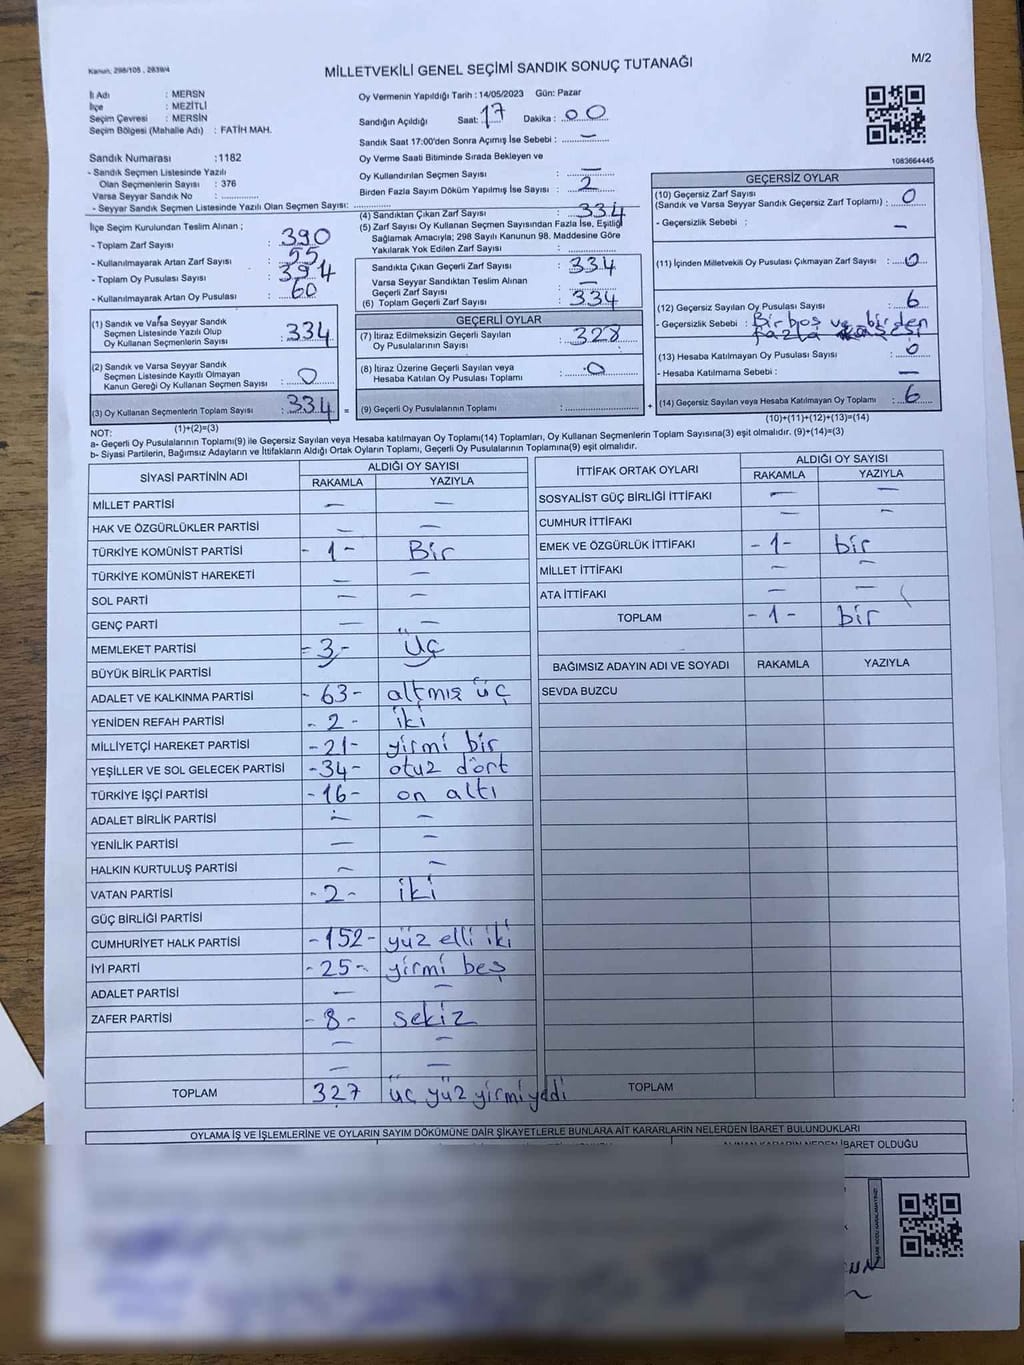 Kanun, 298/105 , 2839/4
M/2
MİLLETVEKİLİ GENEL SEÇİMİ SANDIK SONUÇ TUTANAĞI
İl Adı : MERSN
İlçe : MEZİTLİ
Seçim Çevresi : MERSİN
Seçim Bölgesi (Mahalle Adı) : FATİH MAH.
Sandık Numarası :1182
- Sandık Seçmen Listesinde Yazılı
Olan Seçmenlerin Sayısı : 376
Varsa Seyyar Sandık No :
- Seyyar Sandık Seçmen Listesinde Yazılı Olan Seçmen Sayısı:
Oy Vermenin Yapıldığı Tarih : 14/05/2023 Gün: Pazar
Sandığın Açıldığı Saat: 17 Dakika : 00
Sandık Saat 17:00'den Sonra Açımış İse Sebebi : —
Oy Verme Saati Bitiminde Sırada Bekleyen ve
Oy Kullandırılan Seçmen Sayısı : —
Birden Fazla Sayım Döküm Yapılmış İse Sayısı : 2
1083664445
İlçe Seçim Kurulundan Teslim Alınan ;
- Toplam Zarf Sayısı : 390
- Kullanılmayarak Artan Zarf Sayısı : 55
- Toplam Oy Pusulası Sayısı : 394
- Kullanılmayarak Artan Oy Pusulası : 60
(1) Sandık ve Varsa Seyyar Sandık
Seçmen Listesinde Yazılı Olup
Oy Kullanan Seçmenlerin Sayısı : 334
(2) Sandık ve Varsa Seyyar Sandık
Seçmen Listesinde Kayıtlı Olmayan
Kanun Gereği Oy Kullanan Seçmen Sayısı : 0
(3) Oy Kullanan Seçmenlerin Toplam Sayısı : 334 =
(1)+(2)=(3)
(4) Sandıktan Çıkan Zarf Sayısı : 334
(5) Zarf Sayısı Oy Kullanan Seçmen Sayısından Fazla İse, Eşitliği
Sağlamak Amacıyla; 298 Sayılı Kanunun 98. Maddesine Göre
Yakılarak Yok Edilen Zarf Sayısı :
Sandıkta Çıkan Geçerli Zarf Sayısı : 334
Varsa Seyyar Sandıktan Teslim Alınan
Geçerli Zarf Sayısı : —
(6) Toplam Geçerli Zarf Sayısı : 334
GEÇERLİ OYLAR
(7) İtiraz Edilmeksizin Geçerli Sayılan
Oy Pusulalarının Sayısı : 328
(8) İtiraz Üzerine Geçerli Sayılan veya
Hesaba Katılan Oy Pusulası Toplamı : 0
(9) Geçerli Oy Pusulalarının Toplamı : +
GEÇERSİZ OYLAR
(10) Geçersiz Zarf Sayısı
(Sandık ve Varsa Seyyar Sandık Geçersiz Zarf Toplamı) : 0
- Geçersizlik Sebebi : —
(11) İçinden Milletvekili Oy Pusulası Çıkmayan Zarf Sayısı : 0
(12) Geçersiz Sayılan Oy Pusulası Sayısı : 6
- Geçersizlik Sebebi : Bir boş ve birden
fazla
(13) Hesaba Katılmayan Oy Pusulası Sayısı : 0
- Hesaba Katılmama Sebebi : —
(14) Geçersiz Sayılan veya Hesaba Katılmayan Oy Toplamı : 6
(10)+(11)+(12)+(13)=(14)
NOT:
a- Geçerli Oy Pusulalarının Toplamı(9) ile Geçersiz Sayılan veya Hesaba katılmayan Oy Toplamı(14) Toplamları, Oy Kullanan Seçmenlerin Toplam Sayısına(3) eşit olmalıdır. (9)+(14)=(3)
b- Siyasi Partilerin, Bağımsız Adayların ve İttifakların Aldığı Ortak Oyların Toplamı, Geçerli Oy Pusulalarının Toplamına(9) eşit olmalıdır.
SİYASİ PARTİNİN ADI ALDIĞI OY SAYISI
RAKAMLA YAZIYLA
MİLLET PARTİSİ — —
HAK VE ÖZGÜRLÜKLER PARTİSİ — —
TÜRKİYE KOMÜNİST PARTİSİ - 1 - Bir
TÜRKİYE KOMÜNİST HAREKETİ — —
SOL PARTİ — —
GENÇ PARTİ — —
MEMLEKET PARTİSİ - 3 - üç
BÜYÜK BİRLİK PARTİSİ
ADALET VE KALKINMA PARTİSİ - 63 - altmış üç
YENİDEN REFAH PARTİSİ - 2 - iki
MİLLİYETÇİ HAREKET PARTİSİ - 21 - yirmi bir
YEŞİLLER VE SOL GELECEK PARTİSİ - 34 - otuz dört
TÜRKİYE İŞÇİ PARTİSİ - 16 - on altı
ADALET BİRLİK PARTİSİ — —
YENİLİK PARTİSİ — —
HALKIN KURTULUŞ PARTİSİ — —
VATAN PARTİSİ - 2 - iki
GÜÇ BİRLİĞİ PARTİSİ
CUMHURİYET HALK PARTİSİ - 152 - yüz elli iki
İYİ PARTİ - 25 - yirmi beş
ADALET PARTİSİ — —
ZAFER PARTİSİ - 8 - sekiz
— —
— —
TOPLAM 327 üç yüz yirmi yedi
İTTİFAK ORTAK OYLARI ALDIĞI OY SAYISI
RAKAMLA YAZIYLA
SOSYALİST GÜÇ BİRLİĞİ İTTİFAKI — —
CUMHUR İTTİFAKI — —
EMEK VE ÖZGÜRLÜK İTTİFAKI - 1 - bir
MİLLET İTTİFAKI — —
ATA İTTİFAKI — —
TOPLAM - 1 - bir
BAĞIMSIZ ADAYIN ADI VE SOYADI RAKAMLA YAZIYLA
SEVDA BUZCU
TOPLAM
OYLAMA İŞ VE İŞLEMLERİNE VE OYLARIN SAYIM DÖKÜMÜNE DAİR ŞİKAYETLERLE BUNLARA AİT KARARLARIN NELERDEN İBARET BULUNDUKLARI
İBARET OLDUĞU